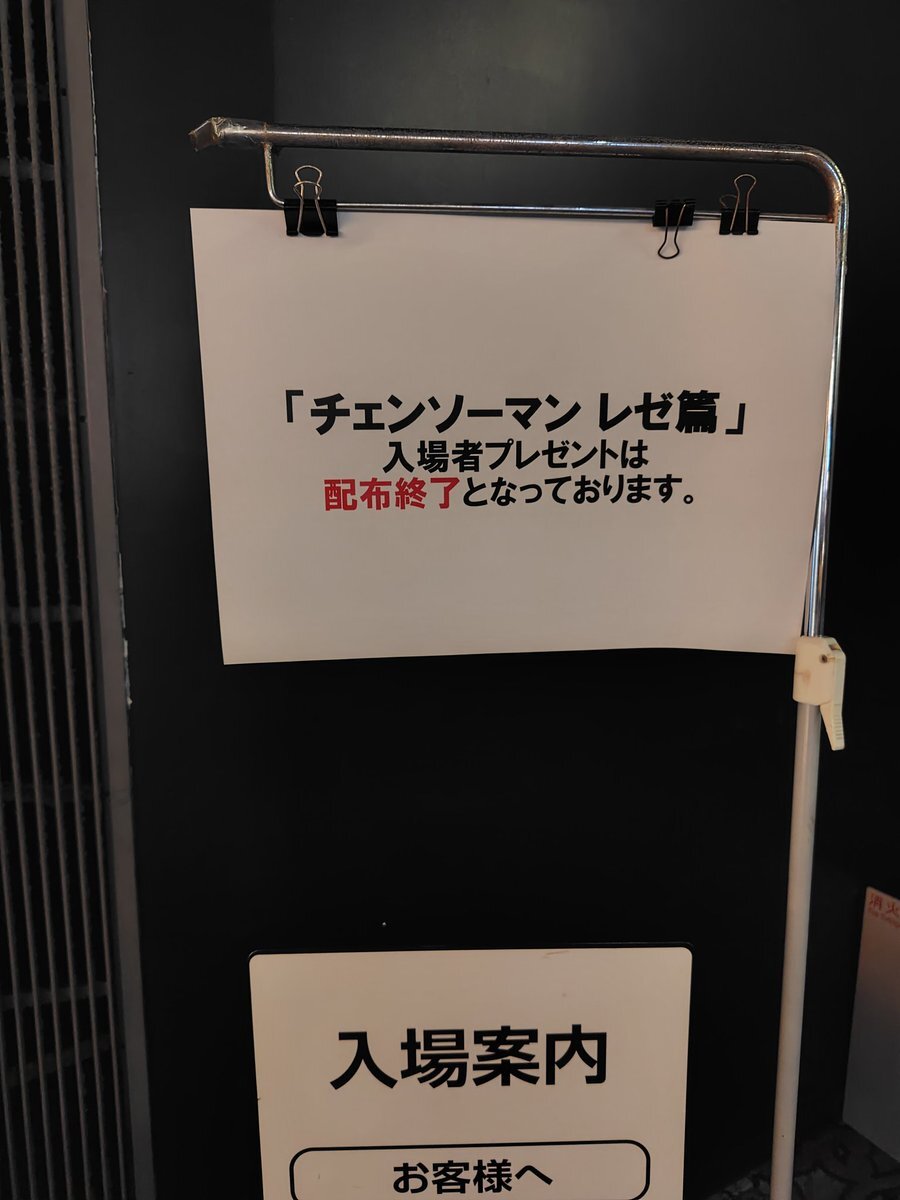 「チェンソーマン レゼ篇」
入場者プレゼントは
配布終了となっております。
入場案内
お客様へ
消火